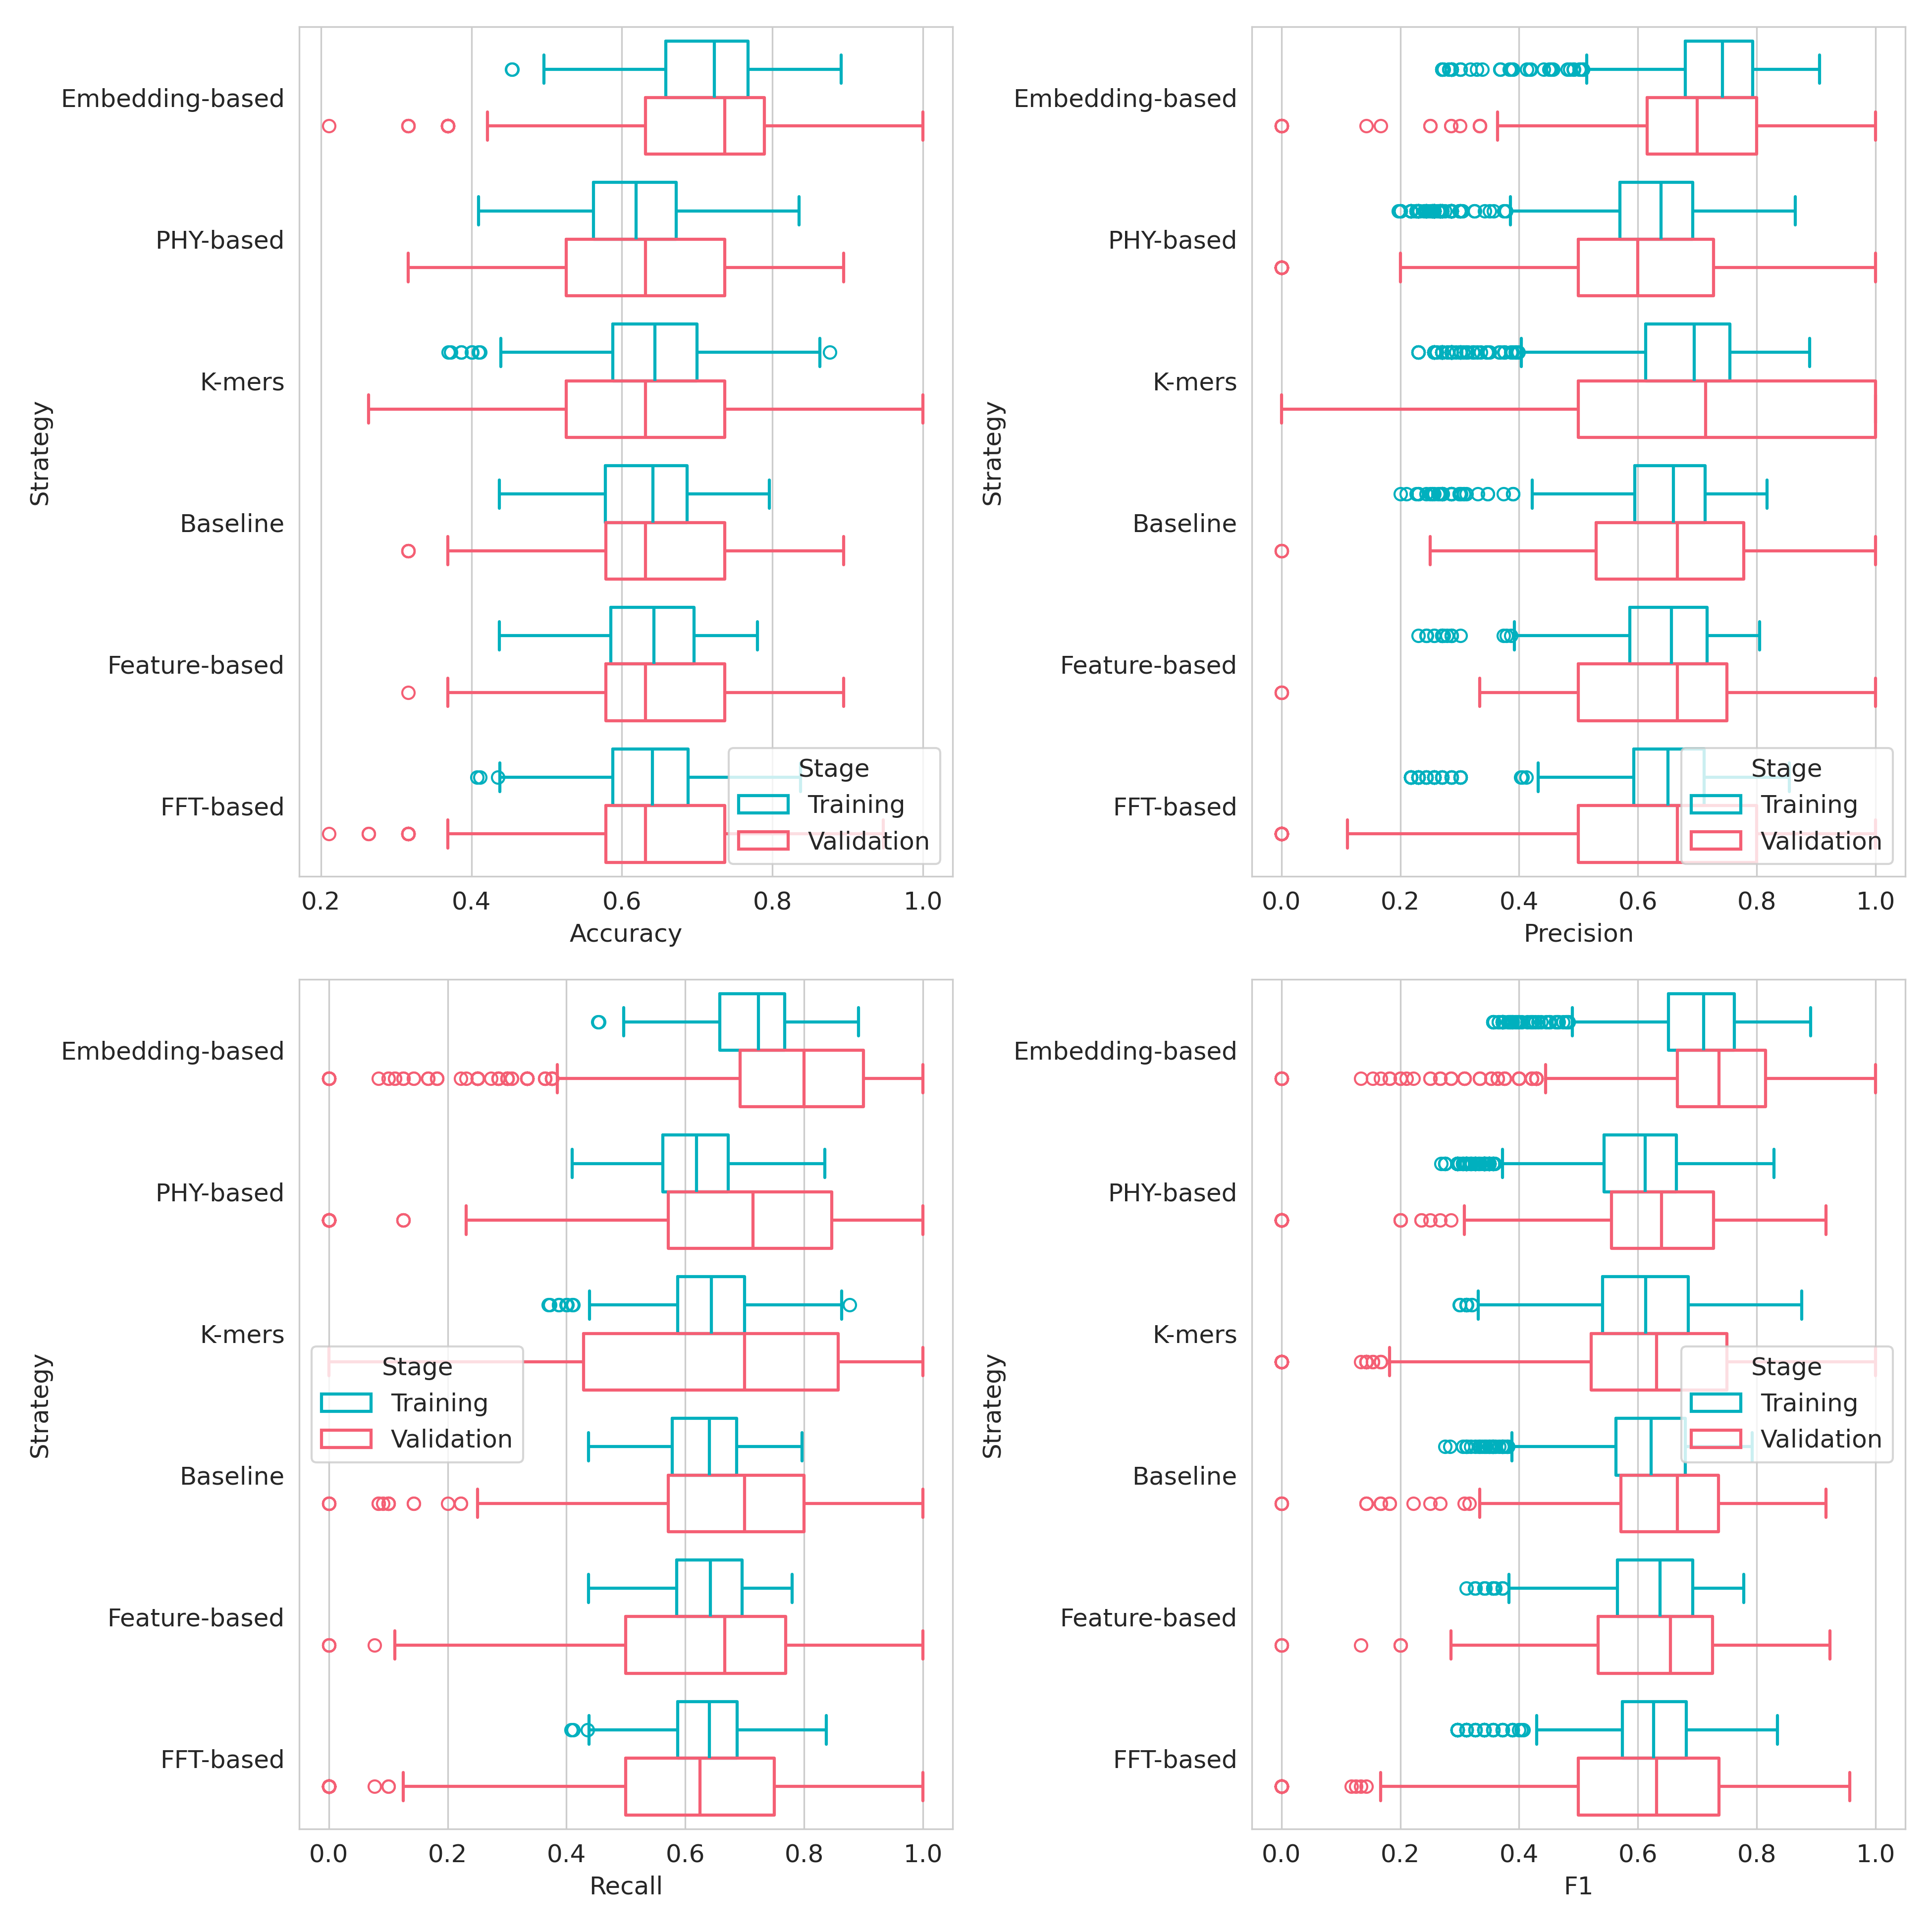 Embedding-based
PHY-based
K-mers
Baseline
Feature-based
FFT-based
Strategy
Stage
Training
Validation
0.2 0.4 0.6 0.8 1.0
Accuracy
Embedding-based
PHY-based
K-mers
Baseline
Feature-based
FFT-based
Strategy
Stage
Training
Validation
0.0 0.2 0.4 0.6 0.8 1.0
Precision
Embedding-based
PHY-based
K-mers
Baseline
Feature-based
FFT-based
Strategy
Stage
Training
Validation
0.0 0.2 0.4 0.6 0.8 1.0
Recall
Embedding-based
PHY-based
K-mers
Baseline
Feature-based
FFT-based
Strategy
Stage
Training
Validation
0.0 0.2 0.4 0.6 0.8 1.0
F1